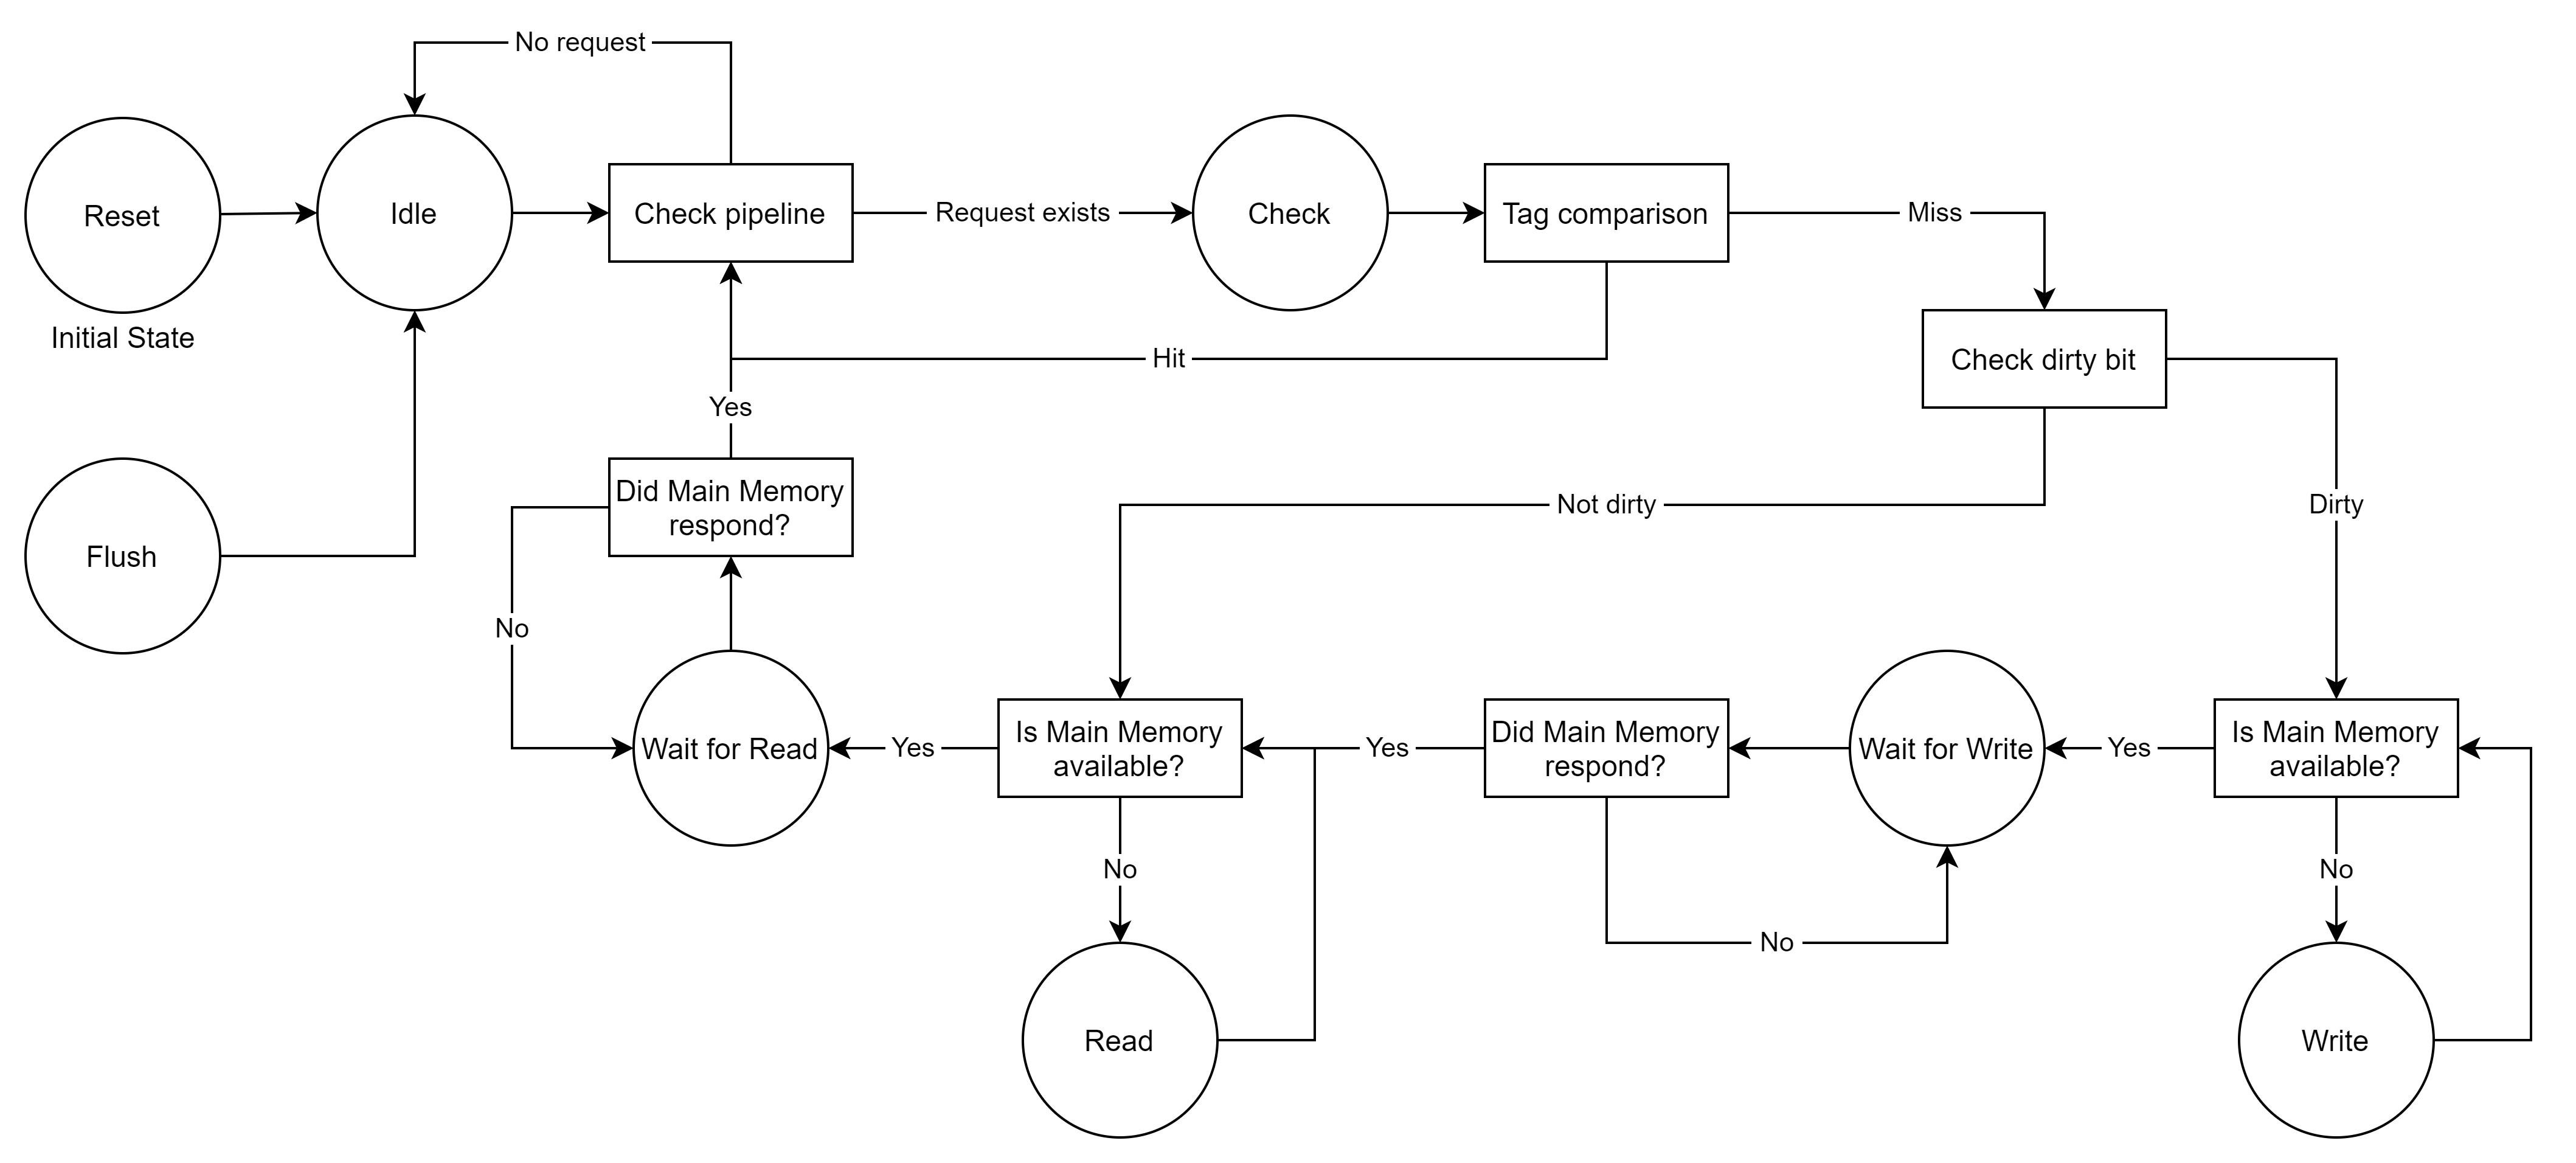 No request
Reset
Idle
Check pipeline
Request exists
Check
Tag comparison
Miss
Initial State
Hit
Check dirty bit
Yes
Did Main Memory
respond?
Not dirty
Dirty
Flush
No
Wait for Read
Yes
Is Main Memory
available?
Yes
Did Main Memory
respond?
Wait for Write
Yes
Is Main Memory
available?
No
No
No
Read
Write